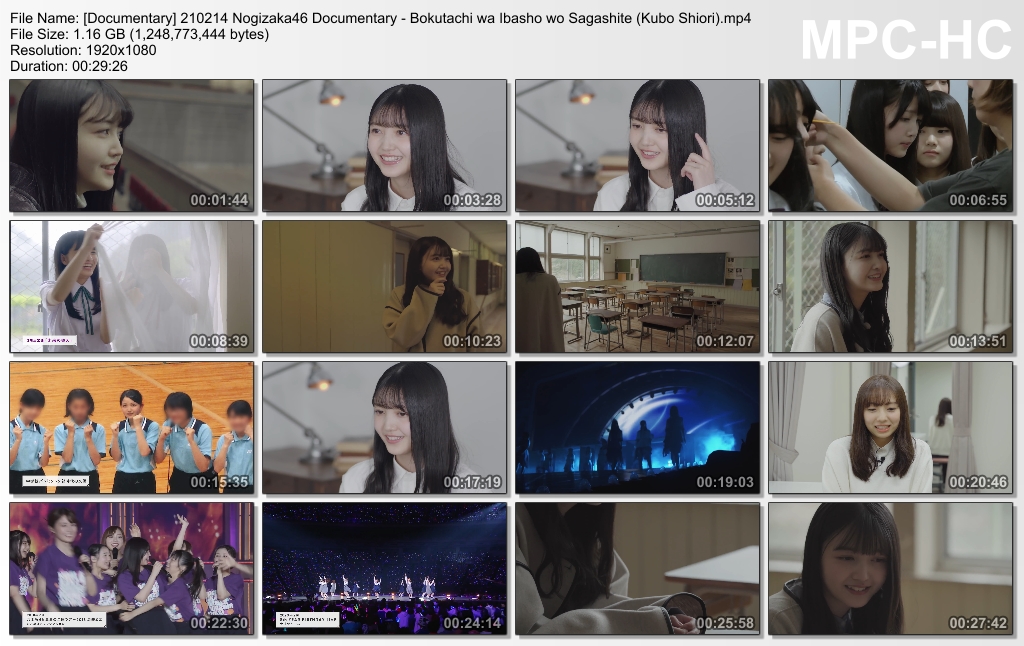 File Name: [Documentary] 210214 Nogizaka46 Documentary - Bokutachi wa Ibasho wo Sagashite (Kubo Shiori).mp4
File Size: 1.16 GB (1,248,773,444 bytes)
Resolution: 1920x1080
Duration: 00:29:26
MPC-HC
00:01:44
00:03:28
00:05:12
00:06:55
00:08:39
00:10:23
00:12:07
00:13:51
00:15:35
00:17:19
00:19:03
00:20:46
00:22:30
8th YEAR BIRTHDAY LIVE
00:24:14
00:25:58
00:27:42